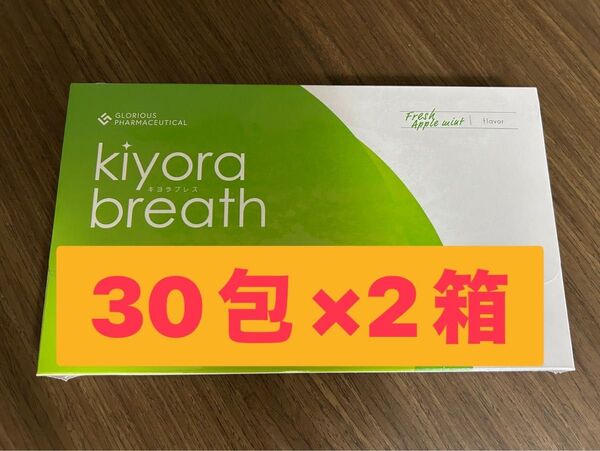 GLORIOUS
PHARMACEUTICAL
Fresh
Apple mint
flavor
kiyora
キヨラブレス
breath
30包×2箱